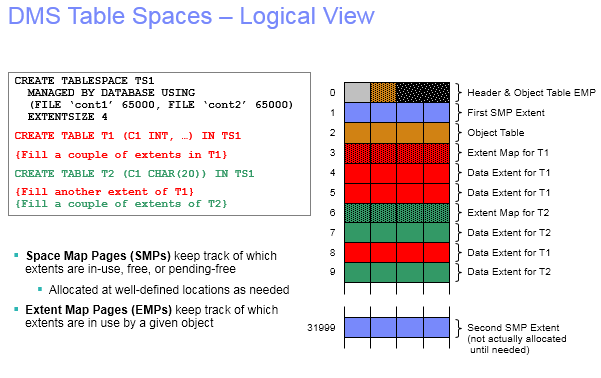 DMS Table Spaces – Logical View
CREATE TABLESPACE TS1
MANAGED BY DATABASE USING
(FILE ‘cont1’ 65000, FILE ‘cont2’ 65000)
EXTENTSIZE 4
CREATE TABLE T1 (C1 INT, …) IN TS1
{Fill a couple of extents in T1}
CREATE TABLE T2 (C1 CHAR(20)) IN TS1
{Fill another extent of T1}
{Fill a couple of extents of T2}
Space Map Pages (SMPs) keep track of which
extents are in-use, free, or pending-free
Allocated at well-defined locations as needed
Extent Map Pages (EMPs) keep track of which
extents are in use by a given object
0 Header & Object Table EMP
1 First SMP Extent
2 Object Table
3 Extent Map for T1
4 Data Extent for T1
5 Data Extent for T1
6 Extent Map for T2
7 Data Extent for T2
8 Data Extent for T1
9 Data Extent for T2
31999 Second SMP Extent
(not actually allocated
until needed)